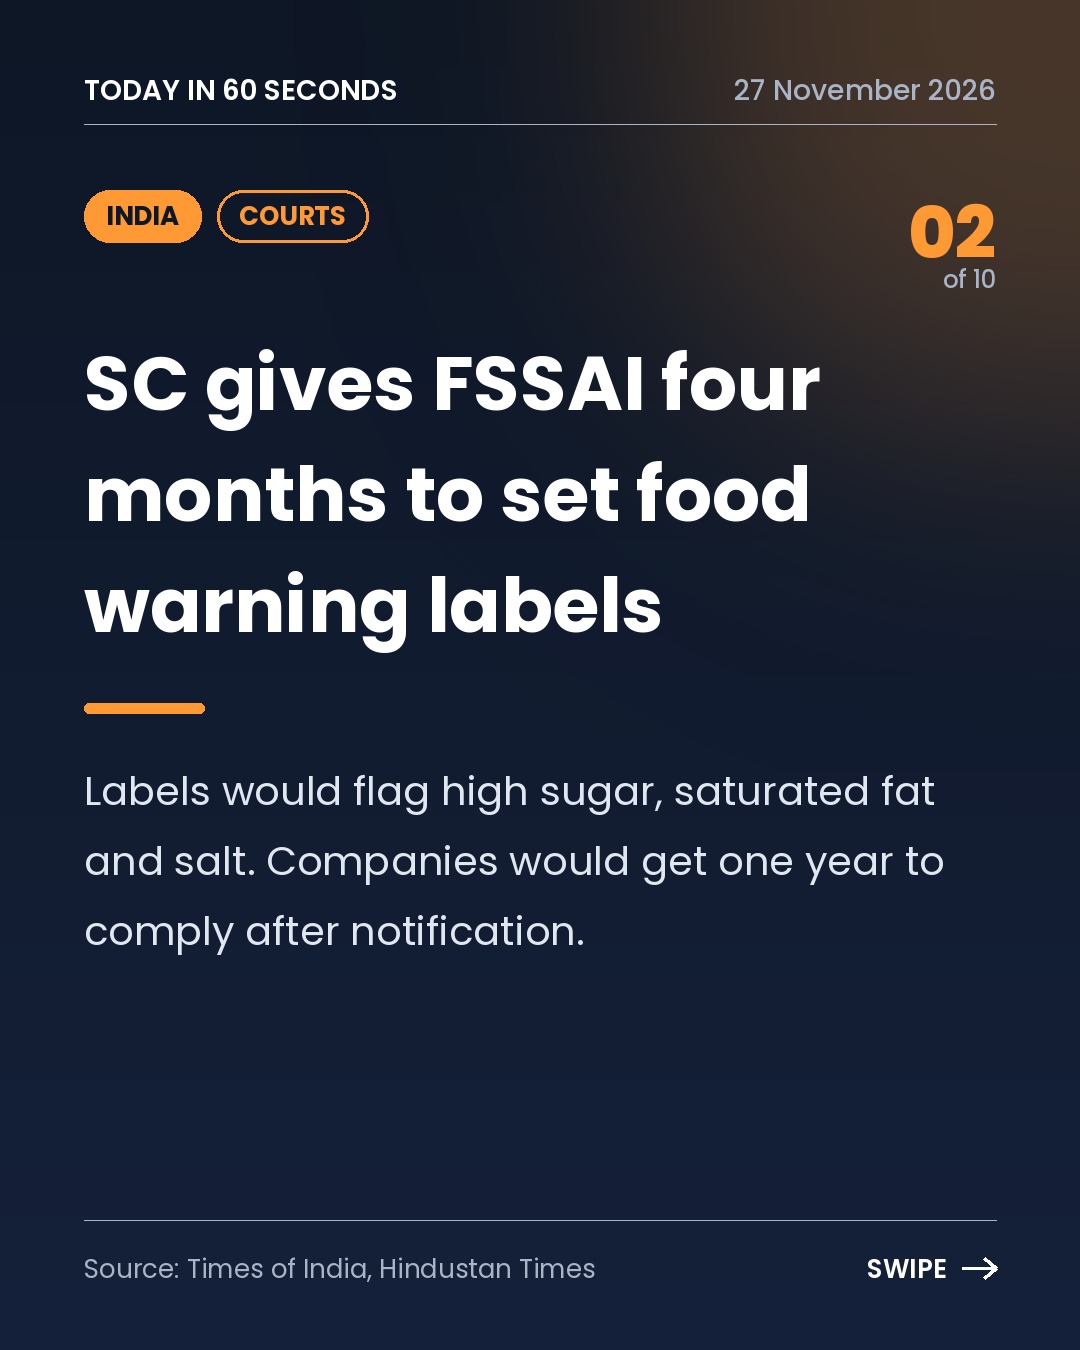 TODAY IN 60 SECONDS
27 November 2026
INDIA
COURTS
02
of 10
SC gives FSSAI four
months to set food
warning labels
Labels would flag high sugar, saturated fat
and salt. Companies would get one year to
comply after notification.
Source: Times of India, Hindustan Times
SWIPE